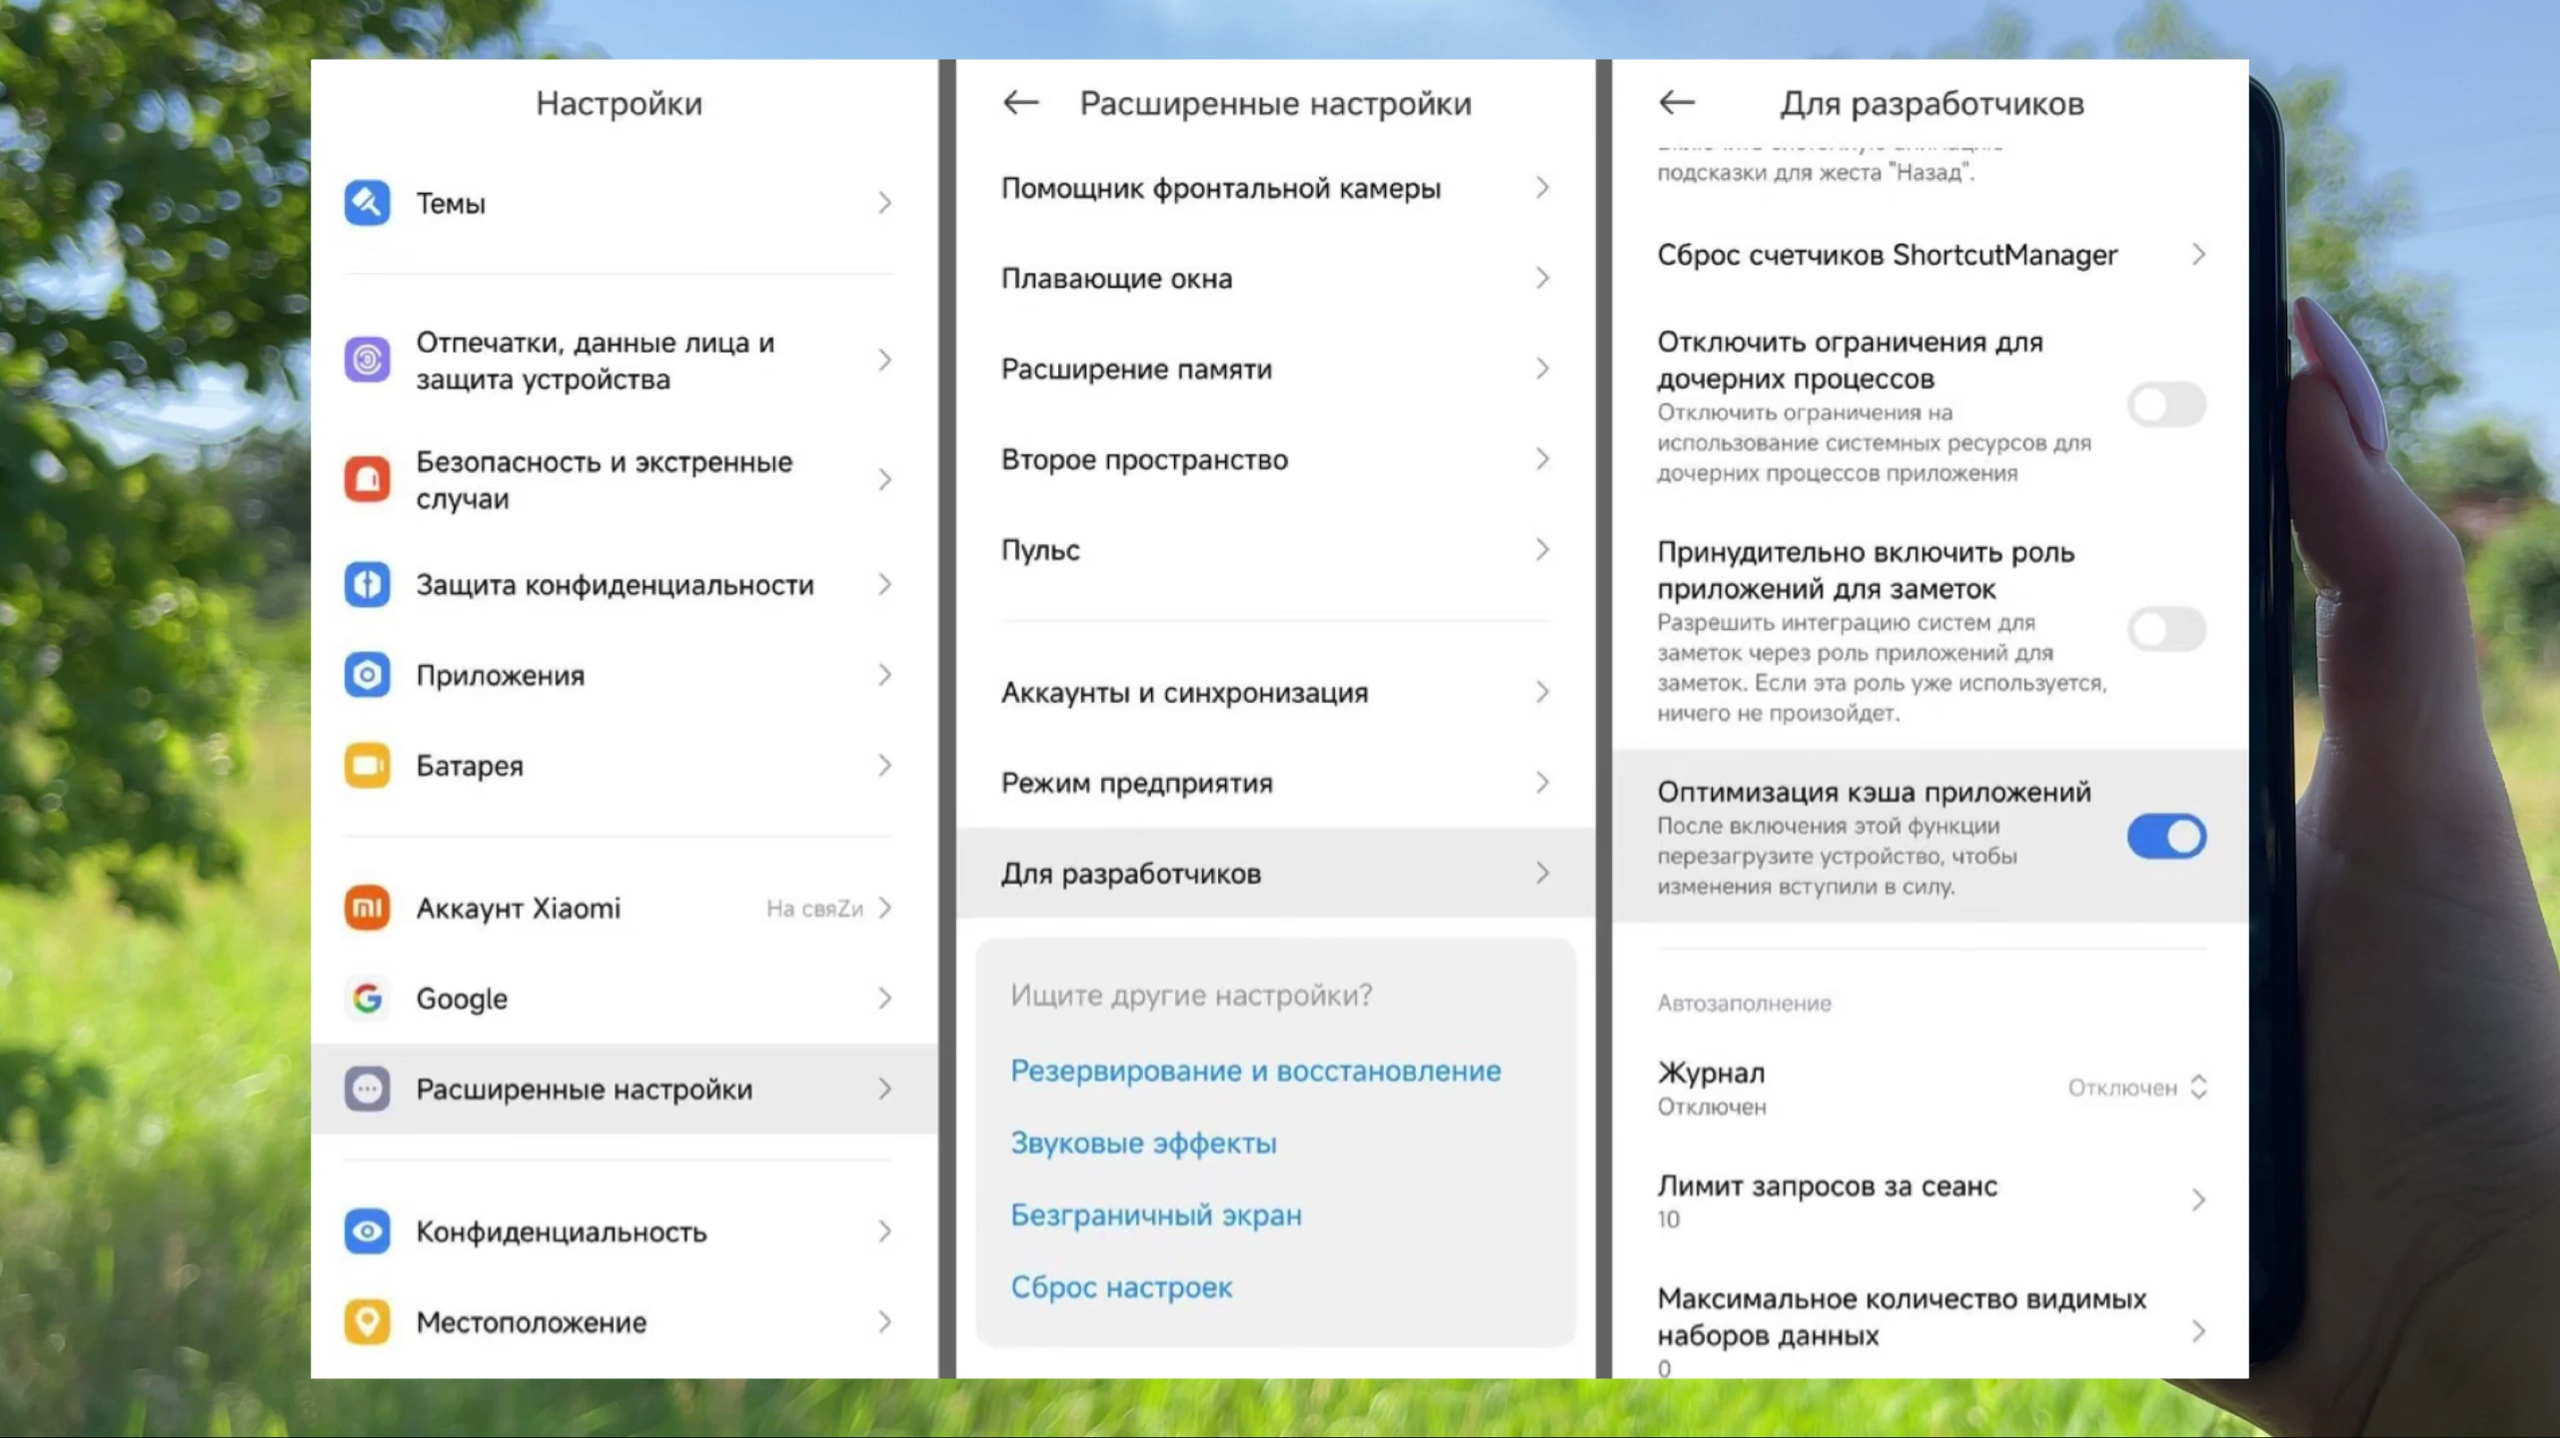 Настройки
Темы
Отпечатки, данные лица и
защита устройства
Безопасность и экстренные
случаи
Защита конфиденциальности
Приложения
Батарея
Аккаунт Xiaomi
На свяZи
Google
Расширенные настройки
Конфиденциальность
Местоположение
Расширенные настройки
Помощник фронтальной камеры
Плавающие окна
Расширение памяти
Второе пространство
Пульс
Аккаунты и синхронизация
Режим предприятия
Для разработчиков
Ищите другие настройки?
Резервирование и восстановление
Звуковые эффекты
Безграничный экран
Сброс настроек
Для разработчиков
подсказки для жеста "Назад".
Сброс счетчиков ShortcutManager
Отключить ограничения для
дочерних процессов
Отключить ограничения на
использование системных ресурсов для
дочерних процессов приложения
Принудительно включить роль
приложений для заметок
Разрешить интеграцию систем для
заметок через роль приложений для
заметок. Если эта роль уже используется,
ничего не произойдет.
Оптимизация кэша приложений
После включения этой функции
перезагрузите устройство, чтобы
изменения вступили в силу.
Автозаполнение
Журнал
Отключен
Отключен
Лимит запросов за сеанс
10
Максимальное количество видимых
наборов данных
0